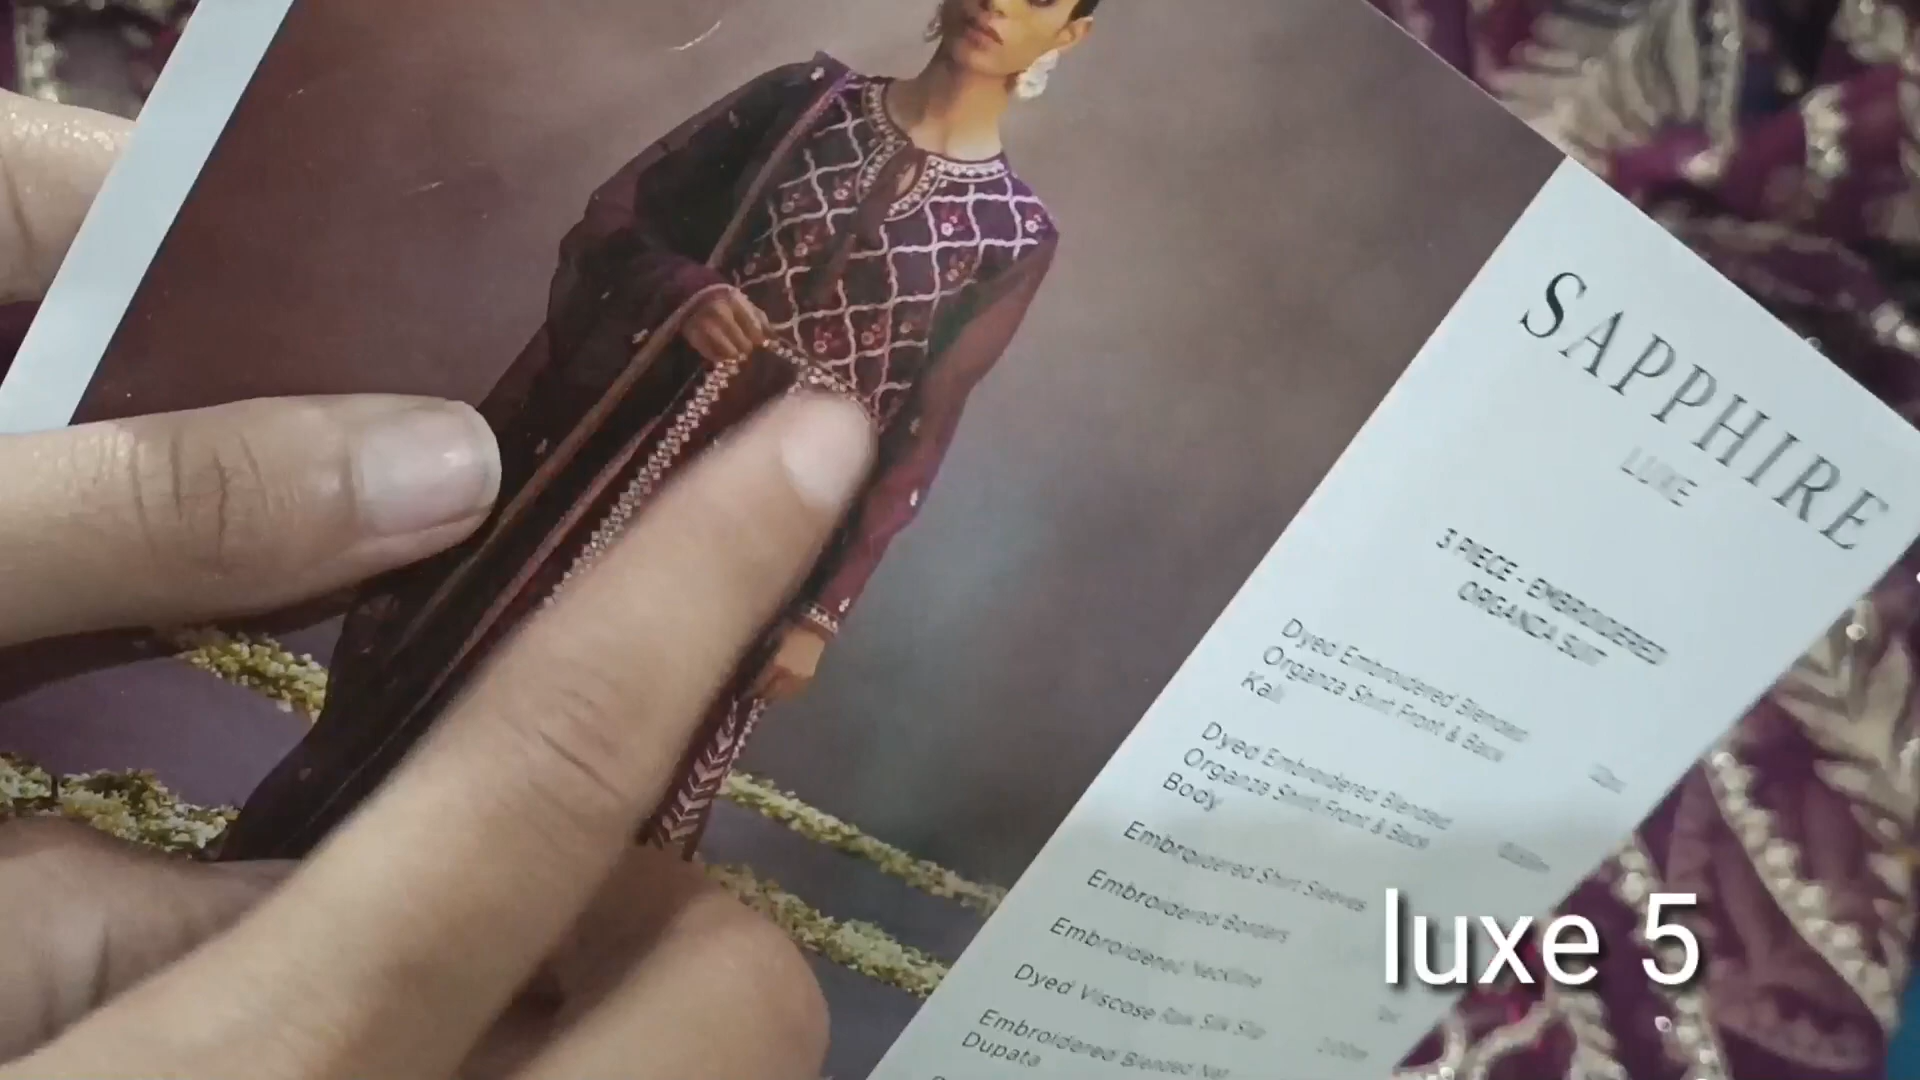 SAPPHIRE
LUXE
3 PIECE - EMBROIDERED
ORGANZA SUIT
Dyed Embroidered Blended
Organza Shirt Front & Back
Kali
Dyed Embroidered Blended
Organza Shirt Front & Back
Body
Embroidered Shirt Sleeves
Embroidered Borders
Embroidered Neckline
Dyed Viscose Raw Silk Slip
Embroidered Blended Net
Dupata
luxe 5